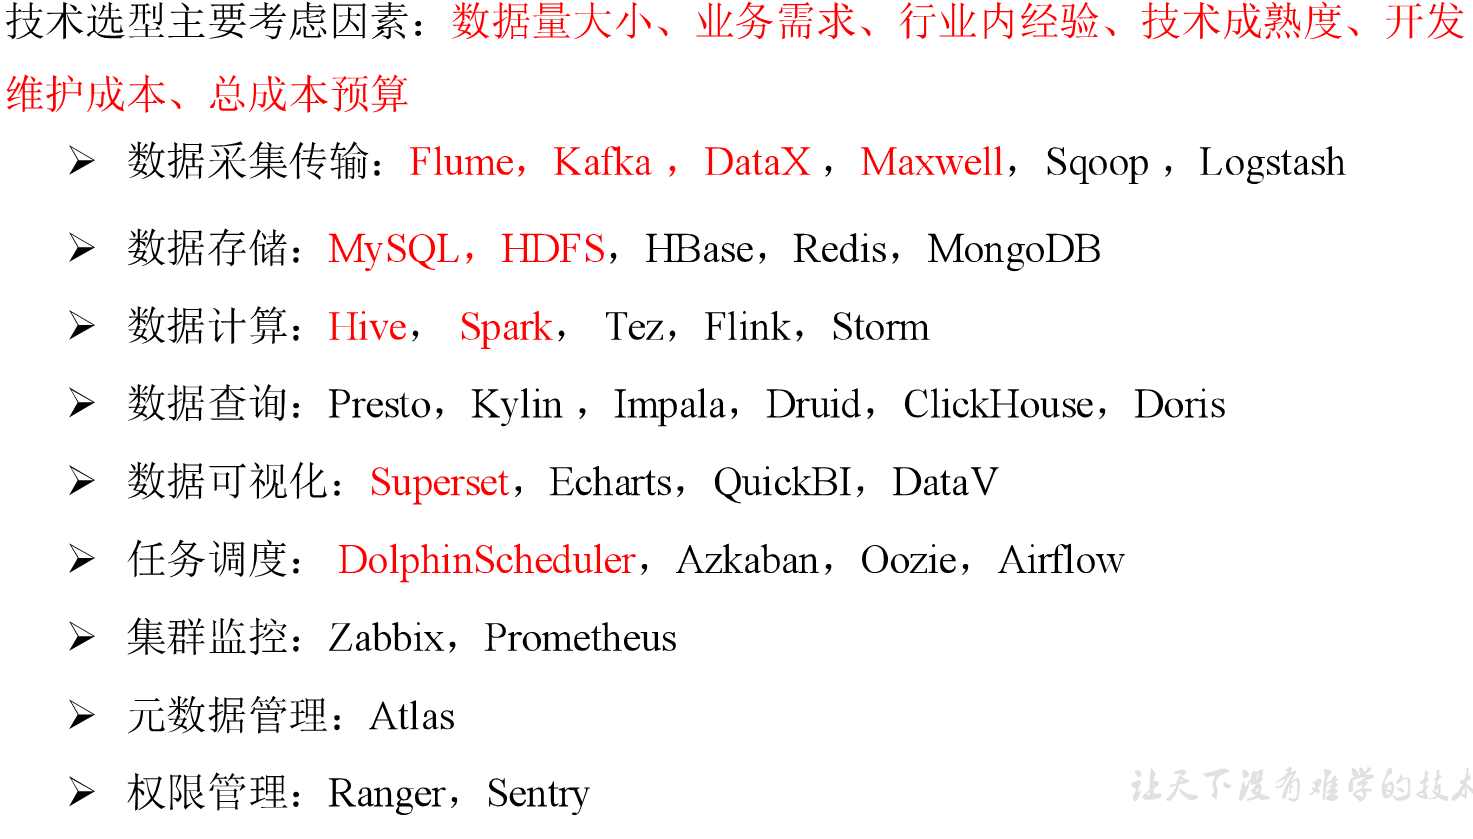 技术选型主要考虑因素：数据量大小、业务需求、行业内经验、技术成熟度、开发
维护成本、总成本预算
➢ 数据采集传输：Flume，Kafka，DataX，Maxwell，Sqoop，Logstash
➢ 数据存储：MySQL，HDFS，HBase，Redis，MongoDB
➢ 数据计算：Hive， Spark， Tez，Flink，Storm
➢ 数据查询：Presto，Kylin，Impala，Druid，ClickHouse，Doris
➢ 数据可视化：Superset，Echarts，QuickBI，DataV
➢ 任务调度： DolphinScheduler，Azkaban，Oozie，Airflow
➢ 集群监控：Zabbix，Prometheus
➢ 元数据管理：Atlas
➢ 权限管理：Ranger，Sentry
让天下没有难学的技术